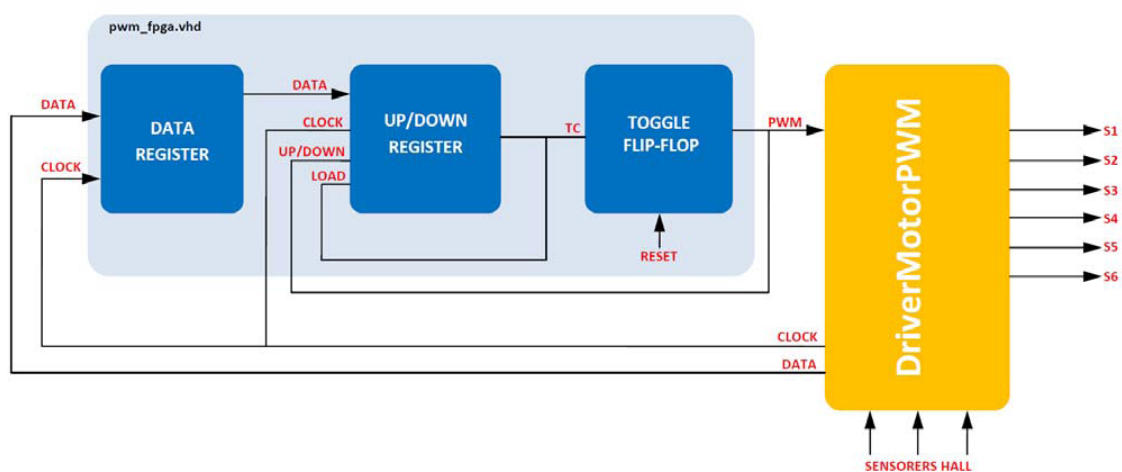 pwm_fpga.vhd
DATA
CLOCK
DATA
REGISTER
DATA
CLOCK
UP/DOWN
LOAD
UP/DOWN
REGISTER
TC
TOGGLE
FLIP-FLOP
RESET
PWM
DriverMotorPWM
S1
S2
S3
S4
S5
S6
CLOCK
DATA
SENSORERS HALL